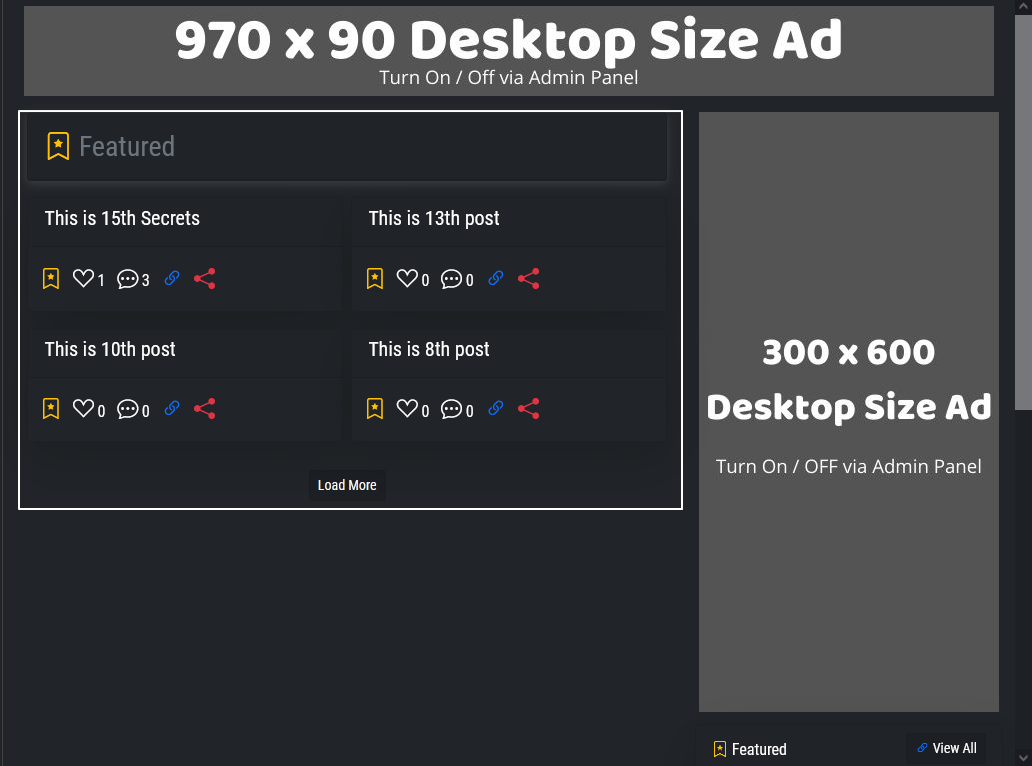 970 x 90 Desktop Size Ad
Turn On / Off via Admin Panel
Featured
This is 15th Secrets
1 3
This is 13th post
0 0
This is 10th post
0 0
This is 8th post
0 0
Load More
300 x 600
Desktop Size Ad
Turn On / OFF via Admin Panel
Featured
View All